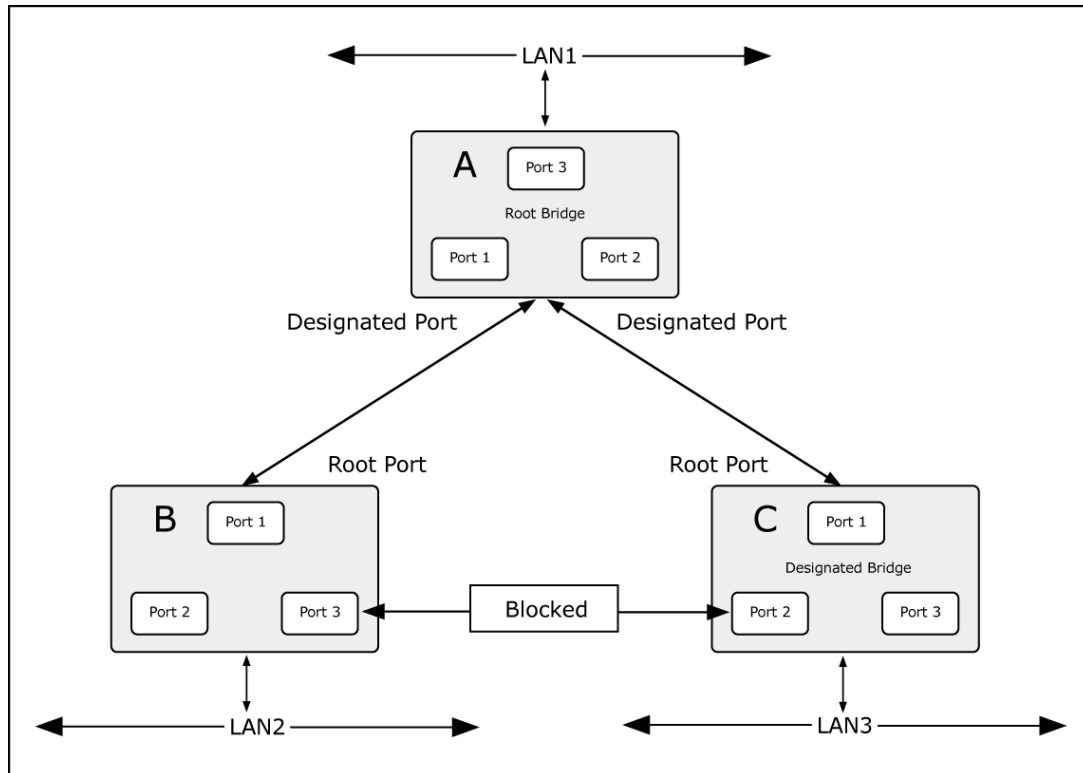 LAN1
A
Port 3
Root Bridge
Port 1
Port 2
Designated Port
Designated Port
Root Port
Root Port
B
Port 1
C
Port 1
Designated Bridge
Port 2
Port 3
Blocked
Port 2
Port 3
LAN2
LAN3